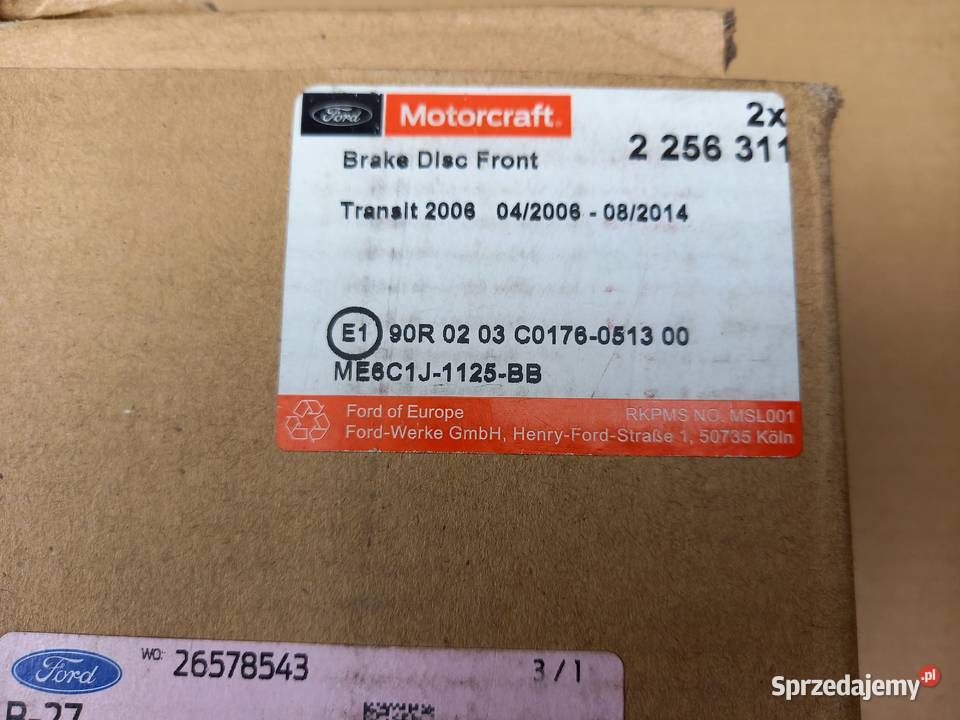 Ford Motorcraft
2x
Brake Disc Front 2 256 311
Transit 2006 04/2006 - 08/2014
E1 90R 02 03 C0176-0513 00
ME6C1J-1125-BB
Ford of Europe RKPMS NO. MSL001
Ford-Werke GmbH, Henry-Ford-Straße 1, 50735 Köln
Ford WO: 26578543 3 / 1
B-27
Sprzedajemy.pl